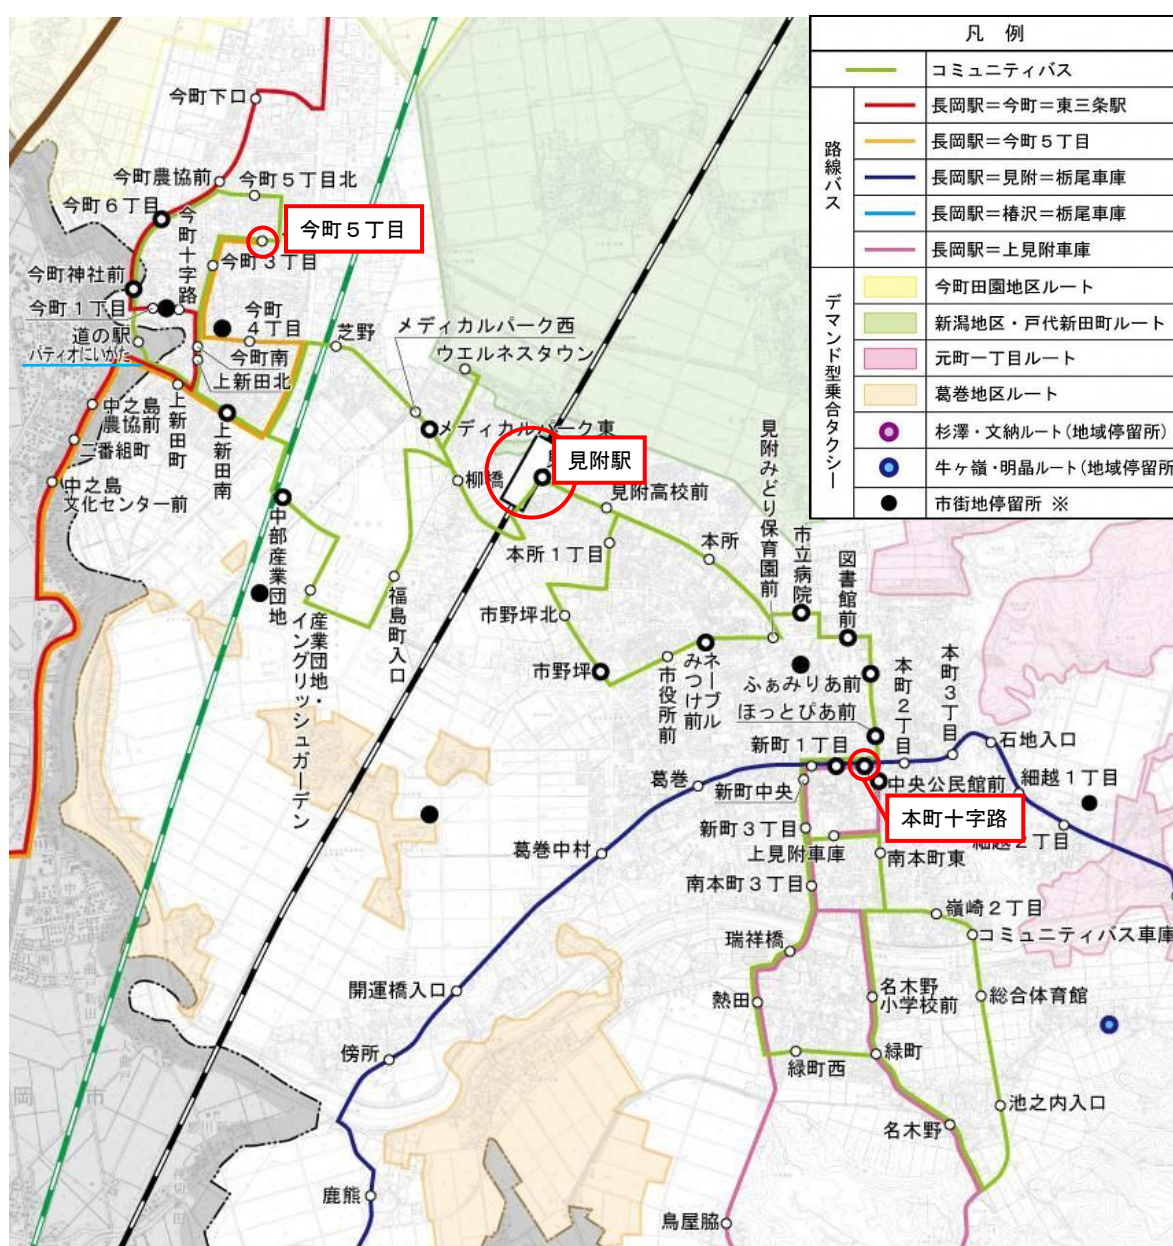 凡 例
コミュニティバス
路線バス
長岡駅＝今町＝東三条駅
長岡駅＝今町５丁目
長岡駅＝見附＝栃尾車庫
長岡駅＝椿沢＝栃尾車庫
長岡駅＝上見附車庫
デマンド型乗合タクシー
今町田園地区ルート
新潟地区・戸代新田町ルート
元町一丁目ルート
葛巻地区ルート
杉澤・文納ルート(地域停留所)
牛ヶ嶺・明晶ルート(地域停留所
市街地停留所 ※
今町下口
今町農協前
今町５丁目北
今町６丁目
今町十字路
今町５丁目
今町３丁目
今町神社前
今町１丁目
今町
４丁目
道の駅
パティオにいがた
今町南
上新田北
芝野
メディカルパーク西
ウエルネスタウン
中之島
農協前
上新田町
上新田南
二番組町
中之島
文化センター前
メディカルパーク東
柳橋
見附駅
見附高校前
見附みどり保育園前
市立病院
図書館前
本所
本所１丁目
中部産業団地
産業団地・
イングリッシュガーデン
福島町入口
市野坪北
市野坪
市役所前
ネーブル
みつけ前
ふぁみりあ前
ほっとぴあ前
本町２丁目
本町３丁目
石地入口
新町１丁目
葛巻
新町中央
中央公民館前
細越１丁目
本町十字路
細越２丁目
新町３丁目
上見附車庫
南本町東
葛巻中村
南本町３丁目
嶺崎２丁目
コミュニティバス車庫
瑞祥橋
開運橋入口
熱田
名木野
小学校前
総合体育館
傍所
緑町西
緑町
池之内入口
名木野
鹿熊
鳥屋脇
岡 市